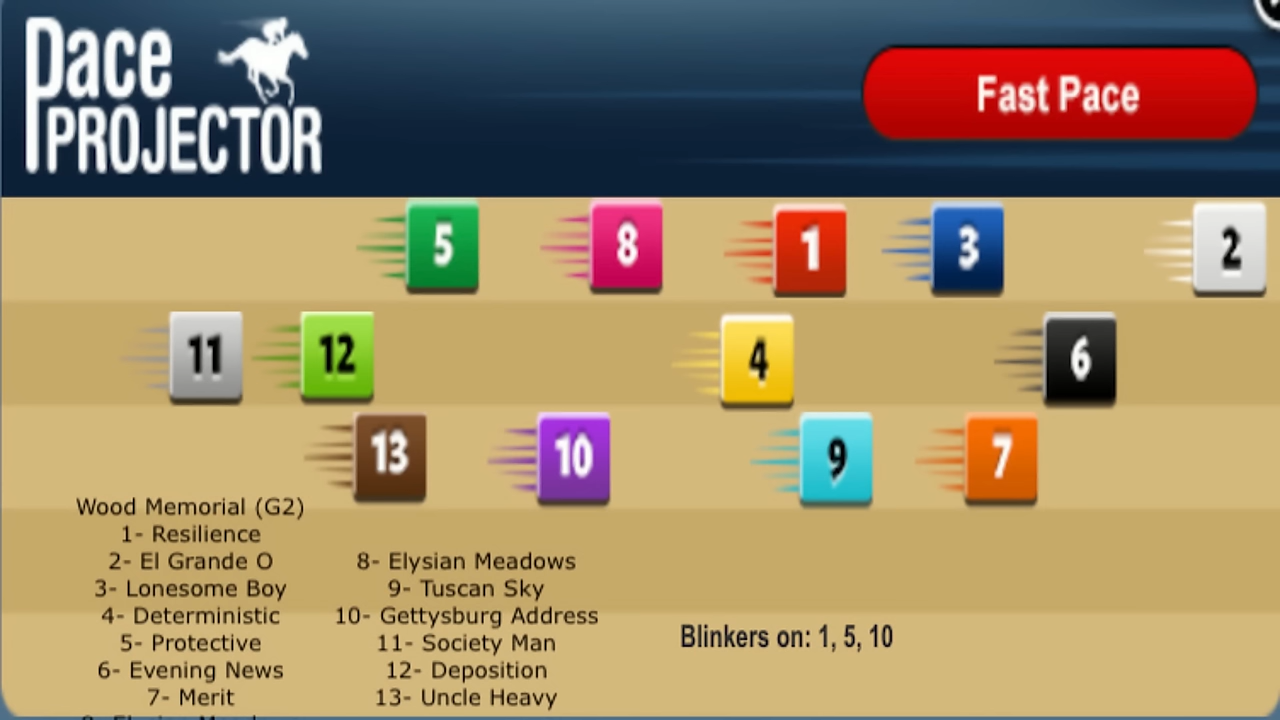 Pace
PROJECTOR
Fast Pace
5 8 1 3 2
11 12 4 6
13 10 9 7
Wood Memorial (G2)
1- Resilience
2- El Grande O
3- Lonesome Boy
4- Deterministic
5- Protective
6- Evening News
7- Merit
8- Elysian Meadows
9- Tuscan Sky
10- Gettysburg Address
11- Society Man
12- Deposition
13- Uncle Heavy
Blinkers on: 1, 5, 10